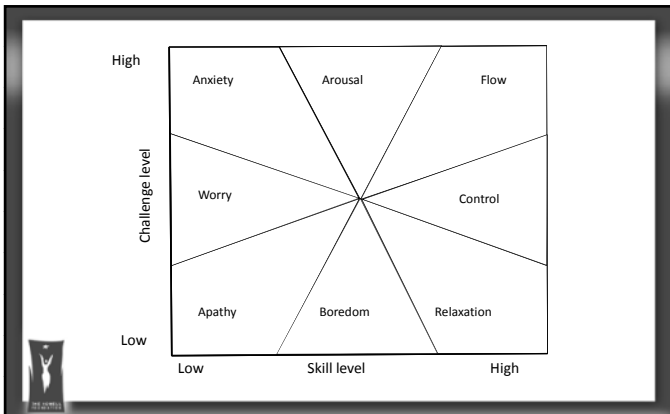 High
Anxiety Arousal Flow
Challenge level
Worry Control
Apathy Boredom Relaxation
Low
Low Skill level High